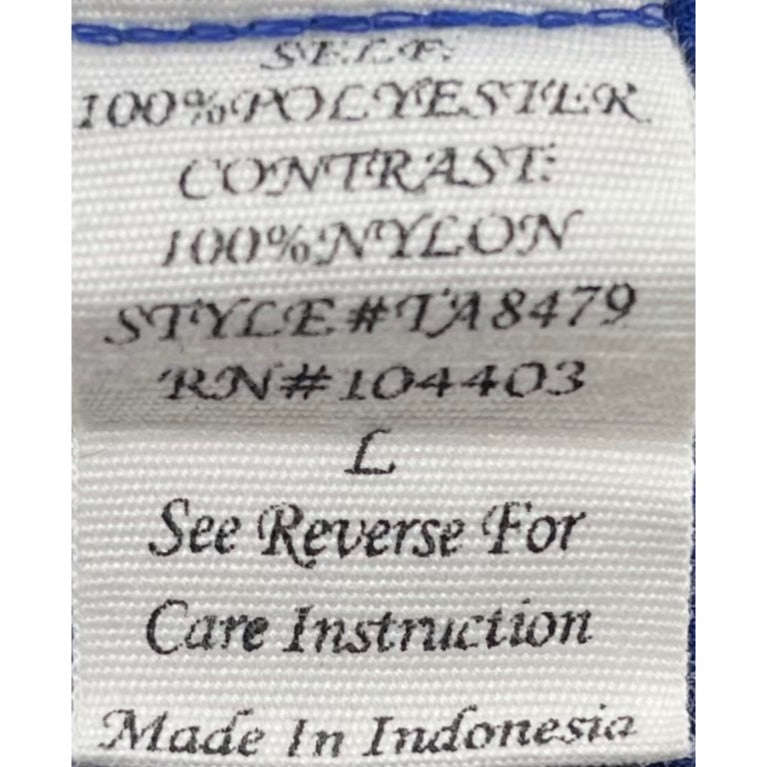 SELF:
100%POLYESTER
CONTRAST:
100%NYLON
STYLE#TA8479
RN#104403
L
See Reverse For
Care Instruction
Made In Indonesia